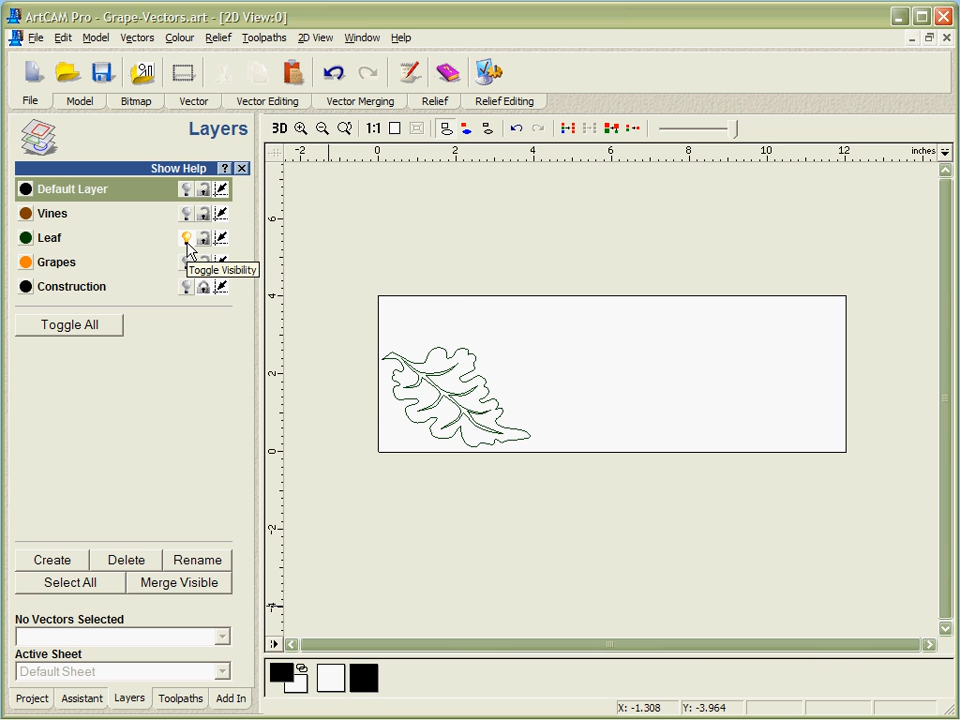 ArtCAM Pro - Grape-Vectors.art - [2D View:0]
File Edit Model Vectors Colour Relief Toolpaths 2D View Window Help
File Model Bitmap Vector Vector Editing Vector Merging Relief Relief Editing
Layers
3D 1:1
Show Help ?
-2 0 2 4 6 8 10 12 inches
Default Layer
Vines
Leaf
Grapes
Toggle Visibility
Construction
Toggle All
6
4
2
0
-2
Create Delete Rename
Select All Merge Visible
No Vectors Selected
Active Sheet
Default Sheet
Project Assistant Layers Toolpaths Add In
X: -1.308 Y: -3.964